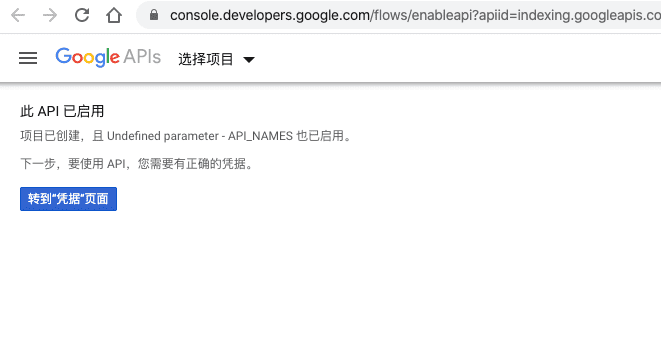 console.developers.google.com/flows/enableapi?apiid=indexing.googleapis.co
Google APIs 选择项目
此 API 已启用
项目已创建，且 Undefined parameter - API_NAMES 也已启用。
下一步，要使用 API，您需要有正确的凭据。
转到“凭据”页面